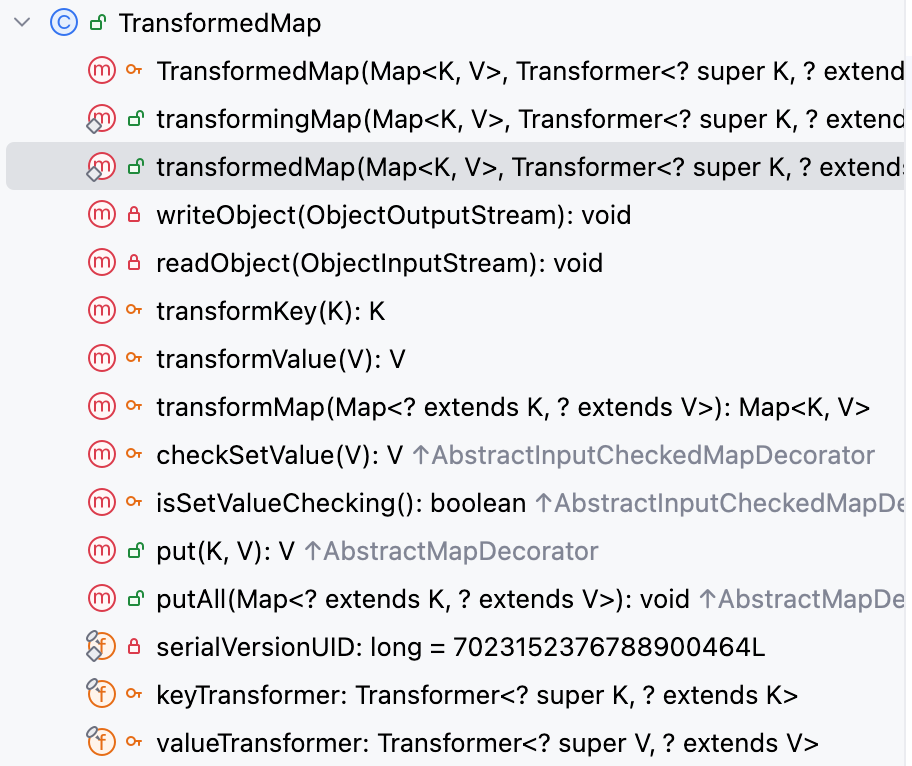 TransformedMap
TransformedMap(Map<K, V>, Transformer<? super K, ? extend
transformingMap(Map<K, V>, Transformer<? super K, ? extend
transformedMap(Map<K, V>, Transformer<? super K, ? extends
writeObject(ObjectOutputStream): void
readObject(ObjectInputStream): void
transformKey(K): K
transformValue(V): V
transformMap(Map<? extends K, ? extends V>): Map<K, V>
checkSetValue(V): V ↑AbstractInputCheckedMapDecorator
isSetValueChecking(): boolean ↑AbstractInputCheckedMapDe
put(K, V): V ↑AbstractMapDecorator
putAll(Map<? extends K, ? extends V>): void ↑AbstractMapDe
serialVersionUID: long = 7023152376788900464L
keyTransformer: Transformer<? super K, ? extends K>
valueTransformer: Transformer<? super V, ? extends V>